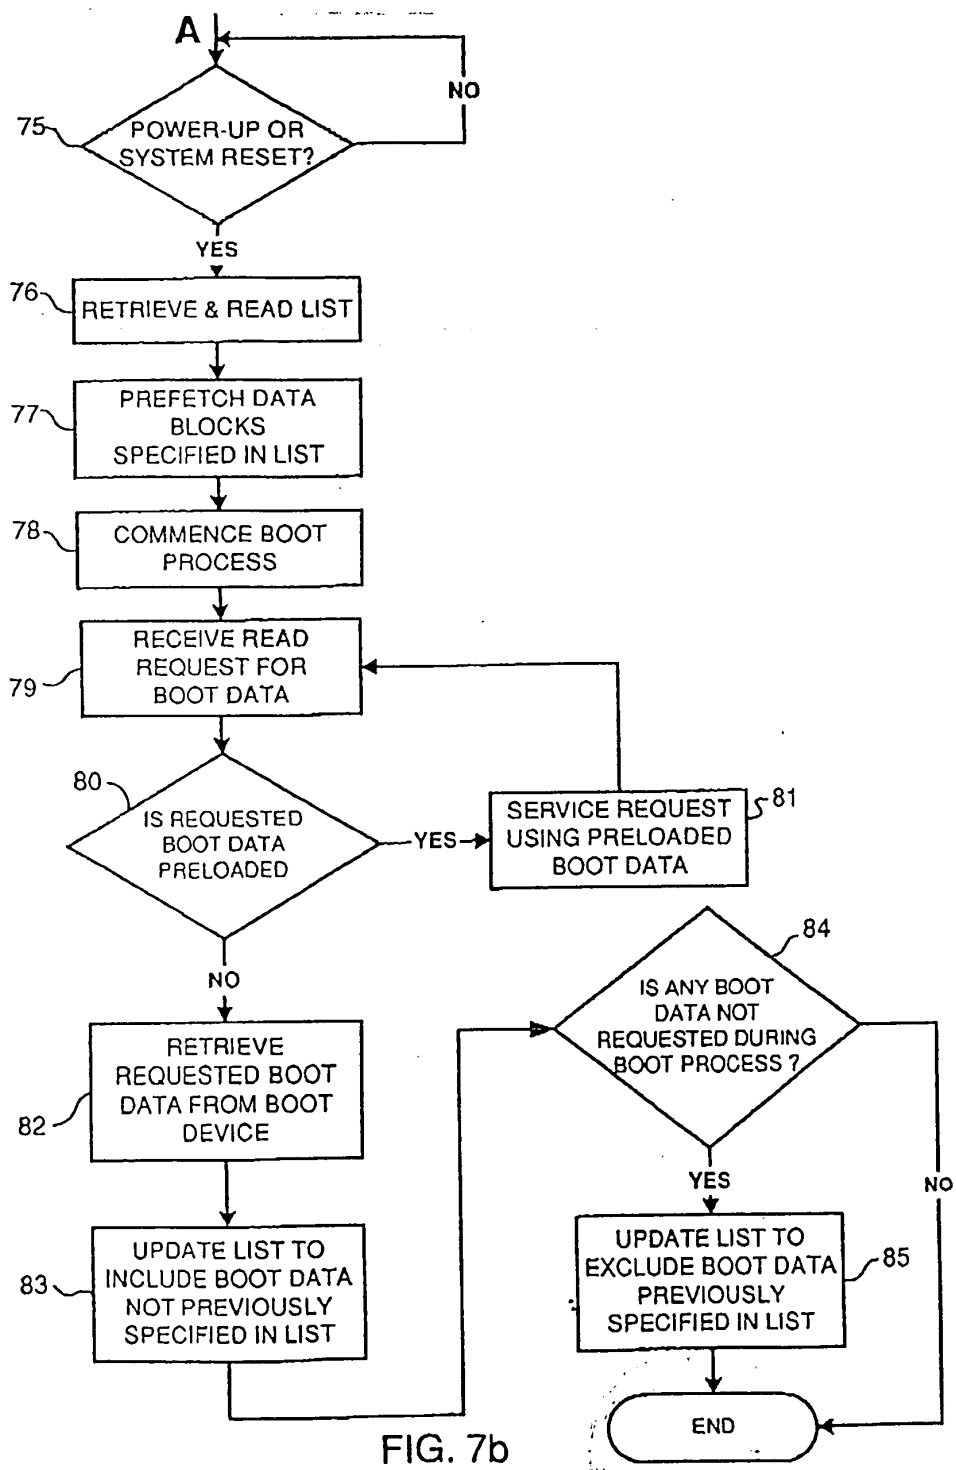 A
NO
75
POWER-UP OR
SYSTEM RESET?
YES
76
RETRIEVE & READ LIST
77
PREFETCH DATA
BLOCKS
SPECIFIED IN LIST
78
COMMENCE BOOT
PROCESS
79
RECEIVE READ
REQUEST FOR
BOOT DATA
80
IS REQUESTED
BOOT DATA
PRELOADED
YES
SERVICE REQUEST
USING PRELOADED
BOOT DATA
81
NO
82
RETRIEVE
REQUESTED BOOT
DATA FROM BOOT
DEVICE
83
UPDATE LIST TO
INCLUDE BOOT DATA
NOT PREVIOUSLY
SPECIFIED IN LIST
84
IS ANY BOOT
DATA NOT
REQUESTED DURING
BOOT PROCESS ?
YES
NO
UPDATE LIST TO
EXCLUDE BOOT DATA
PREVIOUSLY
SPECIFIED IN LIST
85
END
FIG. 7b